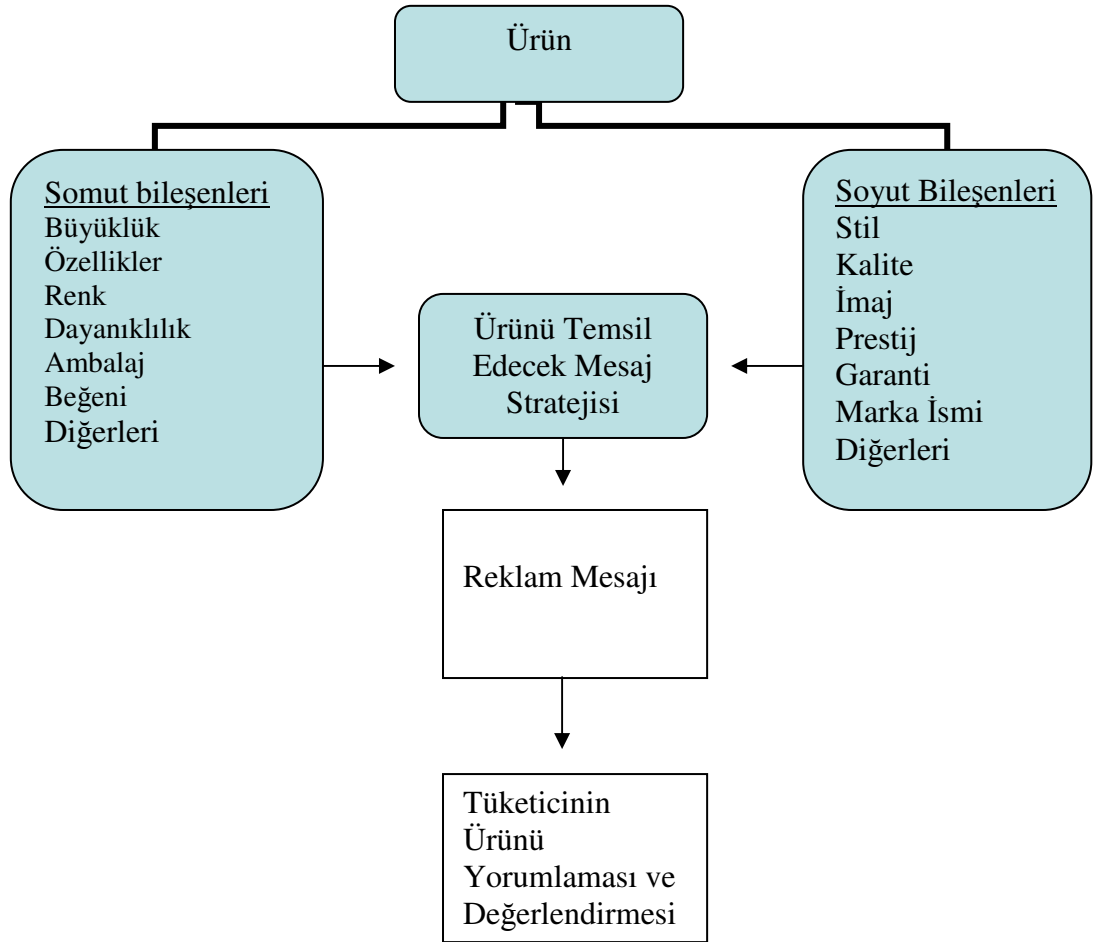 Ürün
Somut bileşenleri
Büyüklük
Özellikler
Renk
Dayanıklılık
Ambalaj
Beğeni
Diğerleri
Soyut Bileşenleri
Stil
Kalite
İmaj
Prestij
Garanti
Marka İsmi
Diğerleri
Ürünü Temsil
Edecek Mesaj
Stratejisi
Reklam Mesajı
Tüketicinin
Ürünü
Yorumlaması ve
Değerlendirmesi